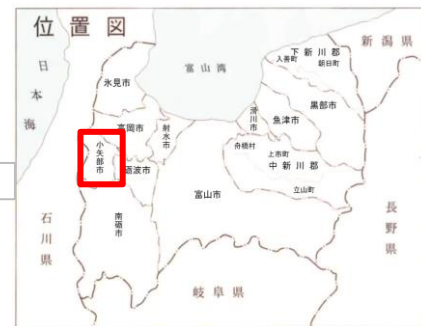 位置図
日本海
富山湾
新潟県
下新川郡
入善町
朝日町
氷見市
黒部市
滑川市
魚津市
高岡市
射水市
小矢部市
舟橋村
上市町
中新川郡
砺波市
立山町
富山市
南砺市
石川県
長野県
岐阜県